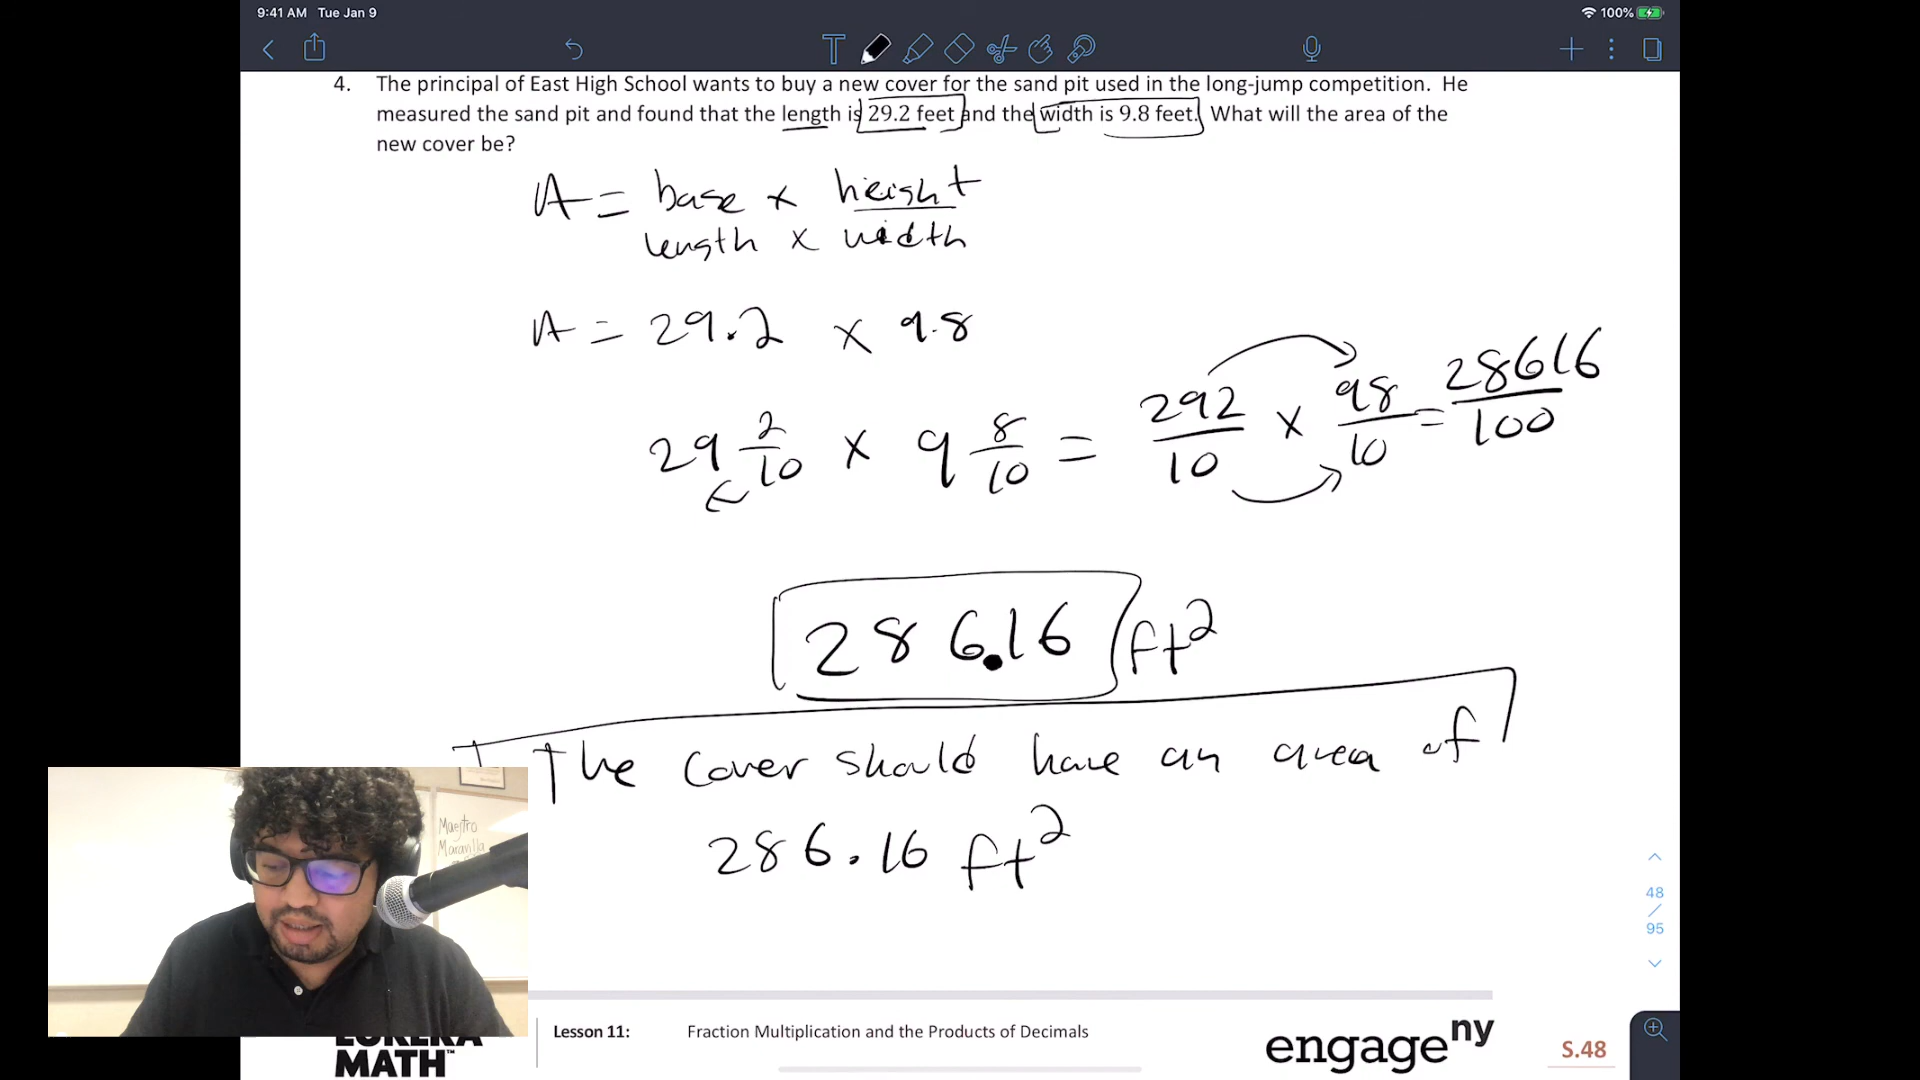 9:41 AM Tue Jan 9
100%
4. The principal of East High School wants to buy a new cover for the sand pit used in the long-jump competition. He
measured the sand pit and found that the length is 29.2 feet and the width is 9.8 feet. What will the area of the
new cover be?
A = base x height
length x width
A = 29.2 x 9.8
29 2/10 x 9 8/10 = 292/10 x 98/10 = 28616/100
286.16 ft²
The cover should have an area of
286.16 ft²
Maestro
Maravilla
48
/
95
EUREKA
MATH™
Lesson 11: Fraction Multiplication and the Products of Decimals
engageny
S.48